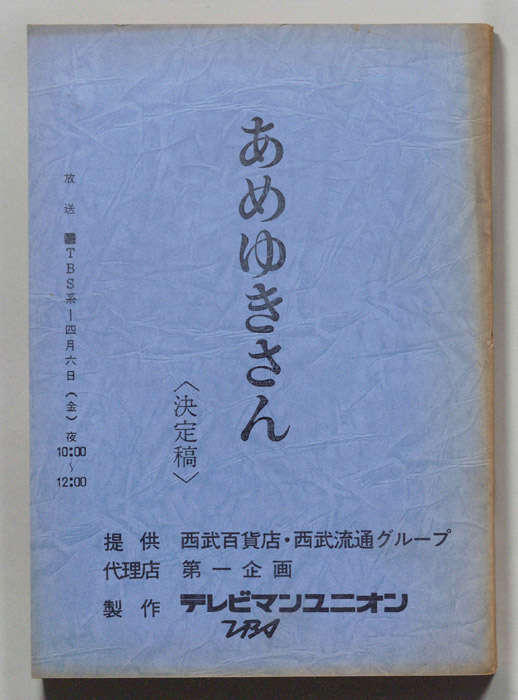 あめゆきさん
〈決定稿〉
放送 TBS系ー四月六日(金)夜10:00〜12:00
提供 西武百貨店・西武流通グループ
代理店 第一企画
製作 テレビマンユニオン
TBS